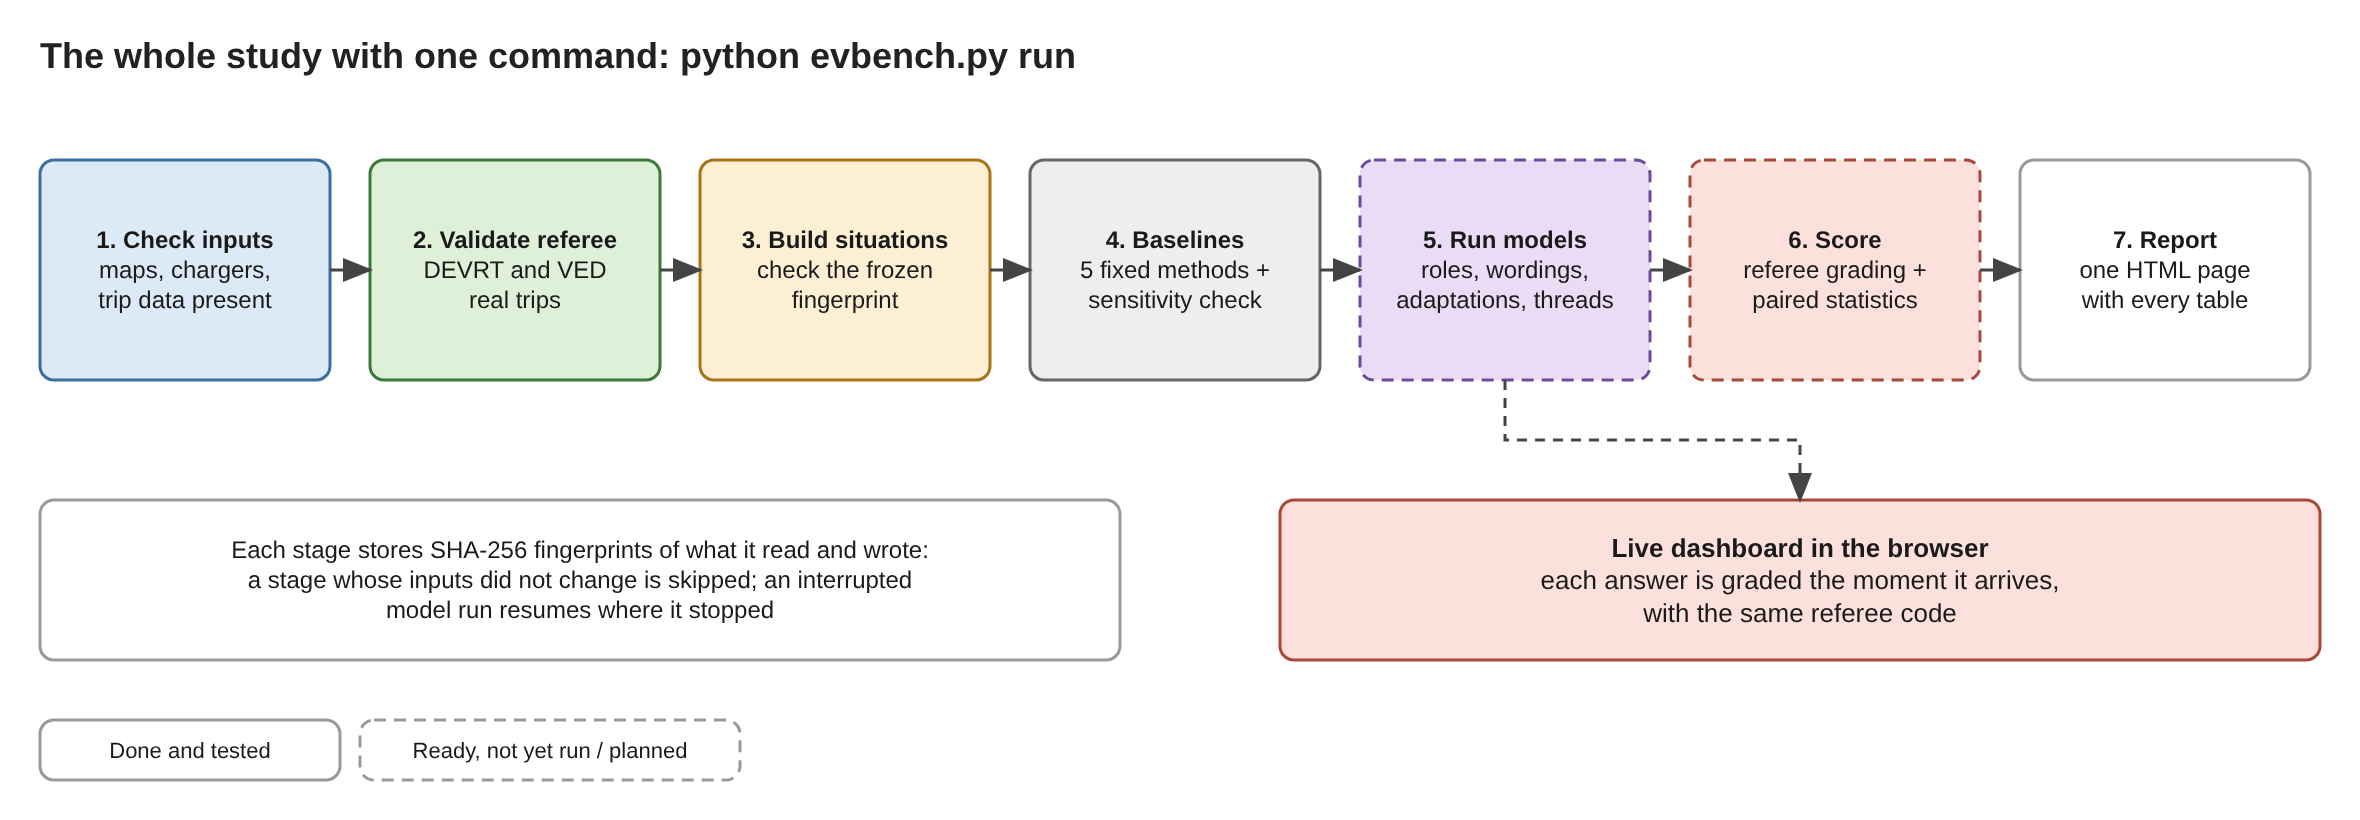 The whole study with one command: python evbench.py run
1. Check inputs
maps, chargers,
trip data present
2. Validate referee
DEVRT and VED
real trips
3. Build situations
check the frozen
fingerprint
4. Baselines
5 fixed methods +
sensitivity check
5. Run models
roles, wordings,
adaptations, threads
6. Score
referee grading +
paired statistics
7. Report
one HTML page
with every table
Each stage stores SHA-256 fingerprints of what it read and wrote:
a stage whose inputs did not change is skipped; an interrupted
model run resumes where it stopped
Live dashboard in the browser
each answer is graded the moment it arrives,
with the same referee code
Done and tested
Ready, not yet run / planned